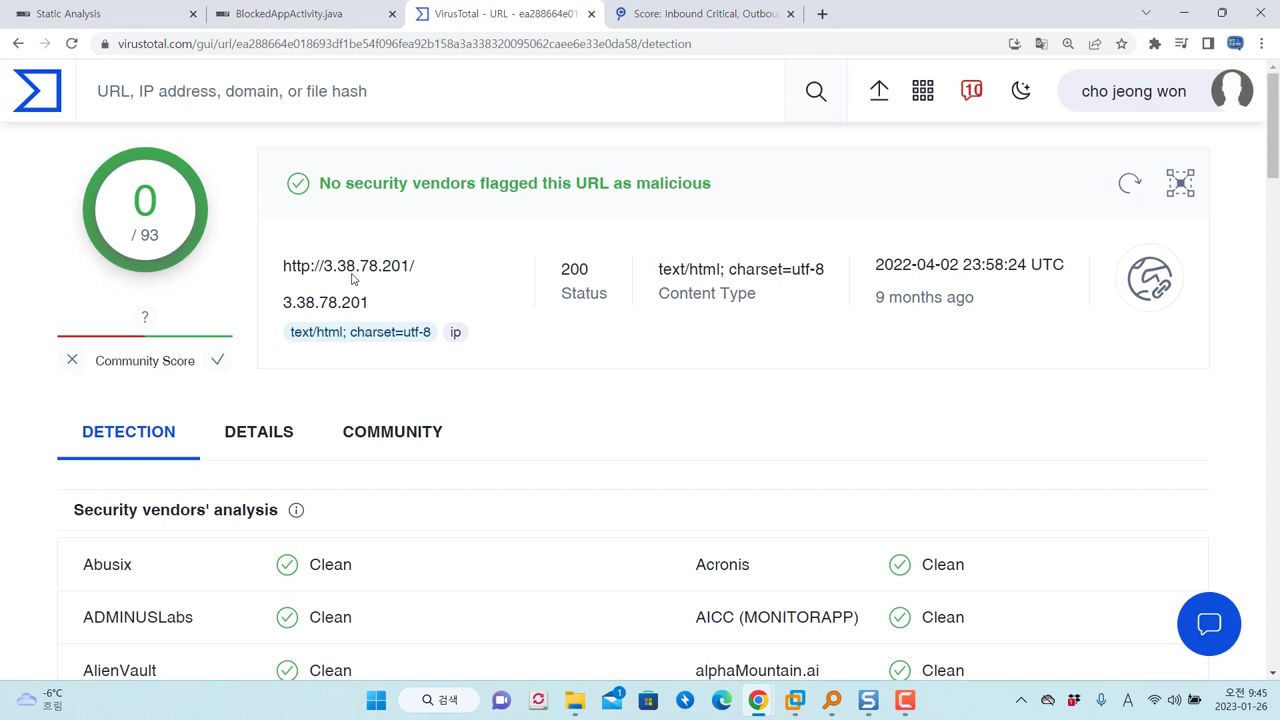 Static Analysis
BlockedAppActivity.java
VirusTotal - URL - ea288664e01
Score: Inbound Critical, Outbou
virustotal.com/gui/url/ea288664e018693df1be54f096fea92b158a3a338320095062caee6e33e0da58/detection
URL, IP address, domain, or file hash
10
cho jeong won
0
/ 93
No security vendors flagged this URL as malicious
http://3.38.78.201/
3.38.78.201
text/html; charset=utf-8
ip
200
Status
text/html; charset=utf-8
Content Type
2022-04-02 23:58:24 UTC
9 months ago
?
Community Score
DETECTION
DETAILS
COMMUNITY
Security vendors' analysis
Abusix
Clean
Acronis
Clean
ADMINUSLabs
Clean
AICC (MONITORAPP)
Clean
AlienVault
Clean
alphaMountain.ai
Clean
-6°C
흐림
검색
1
A
오전 9:45
2023-01-26